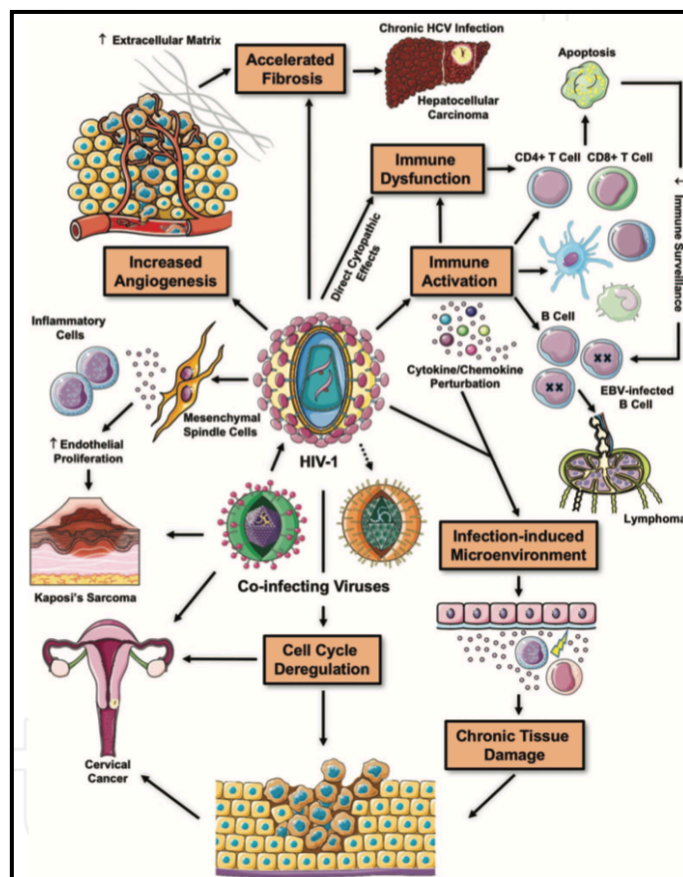 ↑ Extracellular Matrix
Accelerated
Fibrosis
Chronic HCV Infection
Hepatocellular
Carcinoma
Apoptosis
Immune
Dysfunction
CD4+ T Cell
CD8+ T Cell
↓ Immune Surveillance
Direct Cytopathic
Effects
Increased
Angiogenesis
Immune
Activation
Inflammatory
Cells
B Cell
Cytokine/Chemokine
Perturbation
EBV-infected
B Cell
Mesenchymal
Spindle Cells
↑ Endothelial
Proliferation
HIV-1
Lymphoma
Infection-induced
Microenvironment
Kaposi's Sarcoma
Co-infecting Viruses
Cell Cycle
Deregulation
Chronic Tissue
Damage
Cervical
Cancer